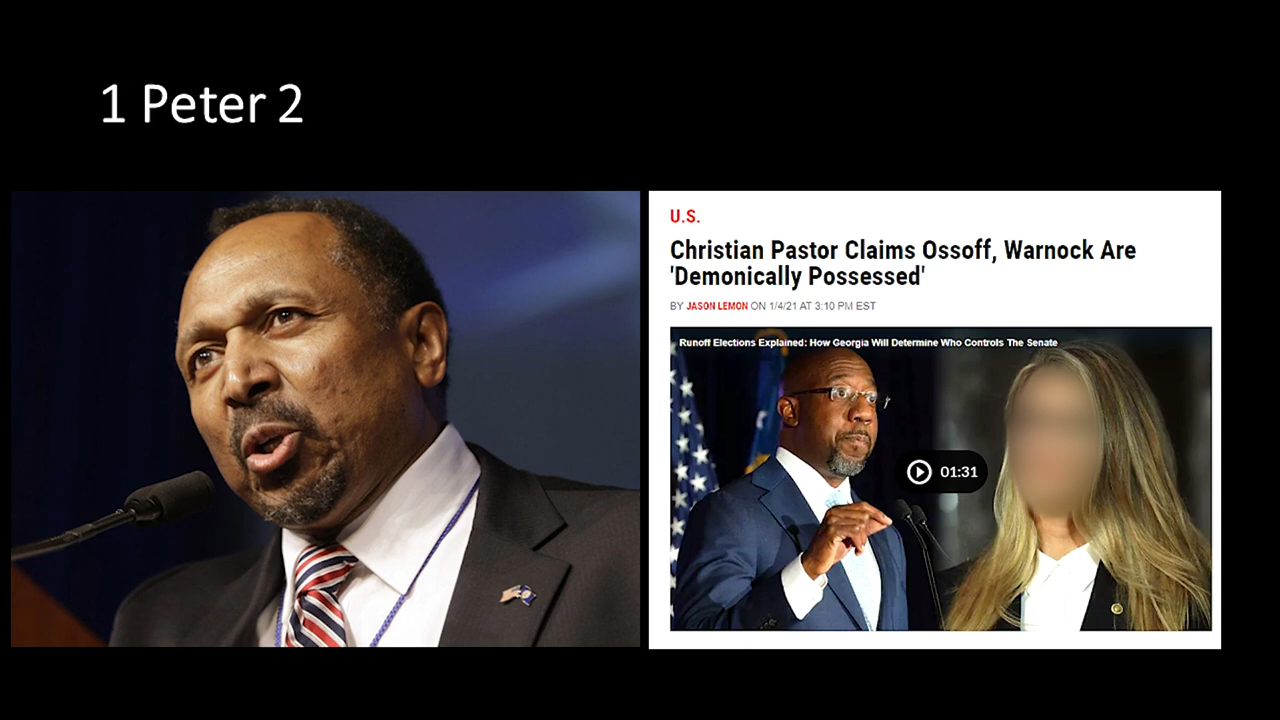 1 Peter 2
U.S.
Christian Pastor Claims Ossoff, Warnock Are
'Demonically Possessed'
BY JASON LEMON ON 1/4/21 AT 3:10 PM EST
Runoff Elections Explained: How Georgia Will Determine Who Controls The Senate
01:31